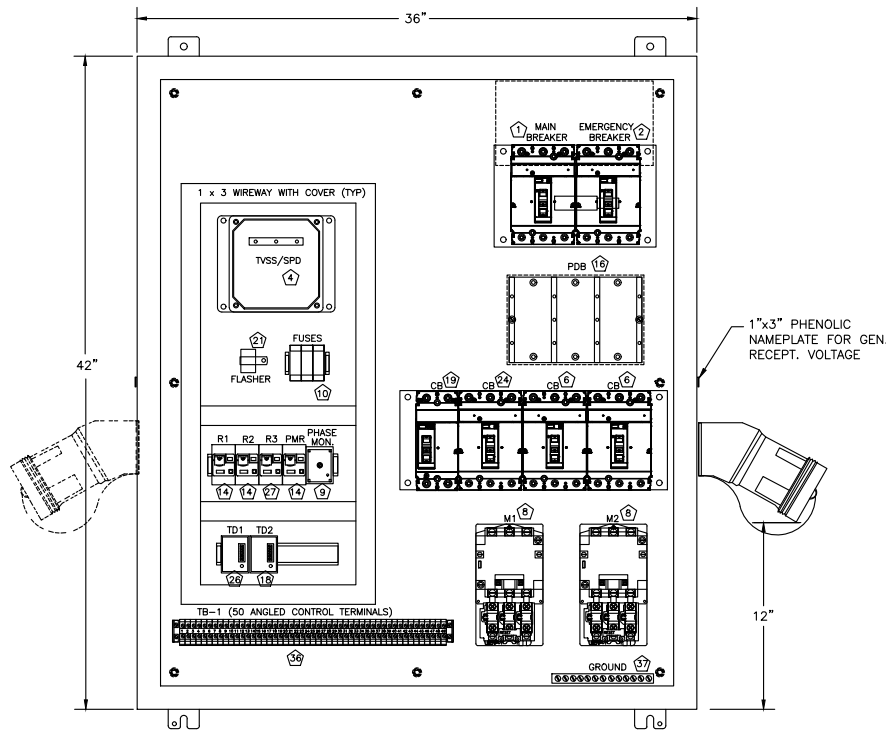 36"
1 MAIN BREAKER
EMERGENCY BREAKER 2
1 x 3 WIREWAY WITH COVER (TYP)
TVSS/SPD
4
PDB 16
1"x3" PHENOLIC
NAMEPLATE FOR GEN.
RECEPT. VOLTAGE
21
FLASHER
FUSES
10
42"
CB 19
CB 24
CB 6
CB 6
R1
R2
R3
PMR
PHASE
MON.
14
14
27
14
9
M1 8
M2 8
TD1
TD2
26
18
12"
TB-1 (50 ANGLED CONTROL TERMINALS)
36
GROUND 37